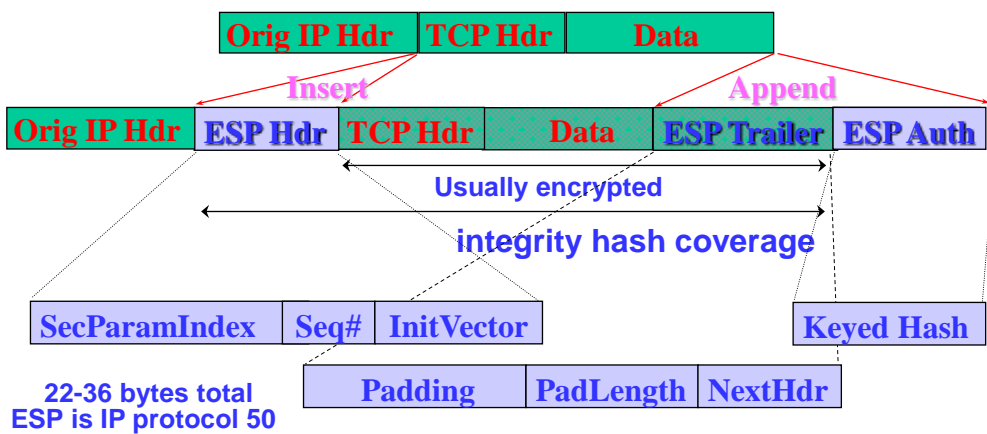 Orig IP Hdr TCP Hdr Data
Insert Append
Orig IP Hdr ESP Hdr TCP Hdr Data ESP Trailer ESP Auth
Usually encrypted
integrity hash coverage
SecParamIndex Seq# InitVector Keyed Hash
Padding PadLength NextHdr
22-36 bytes total
ESP is IP protocol 50